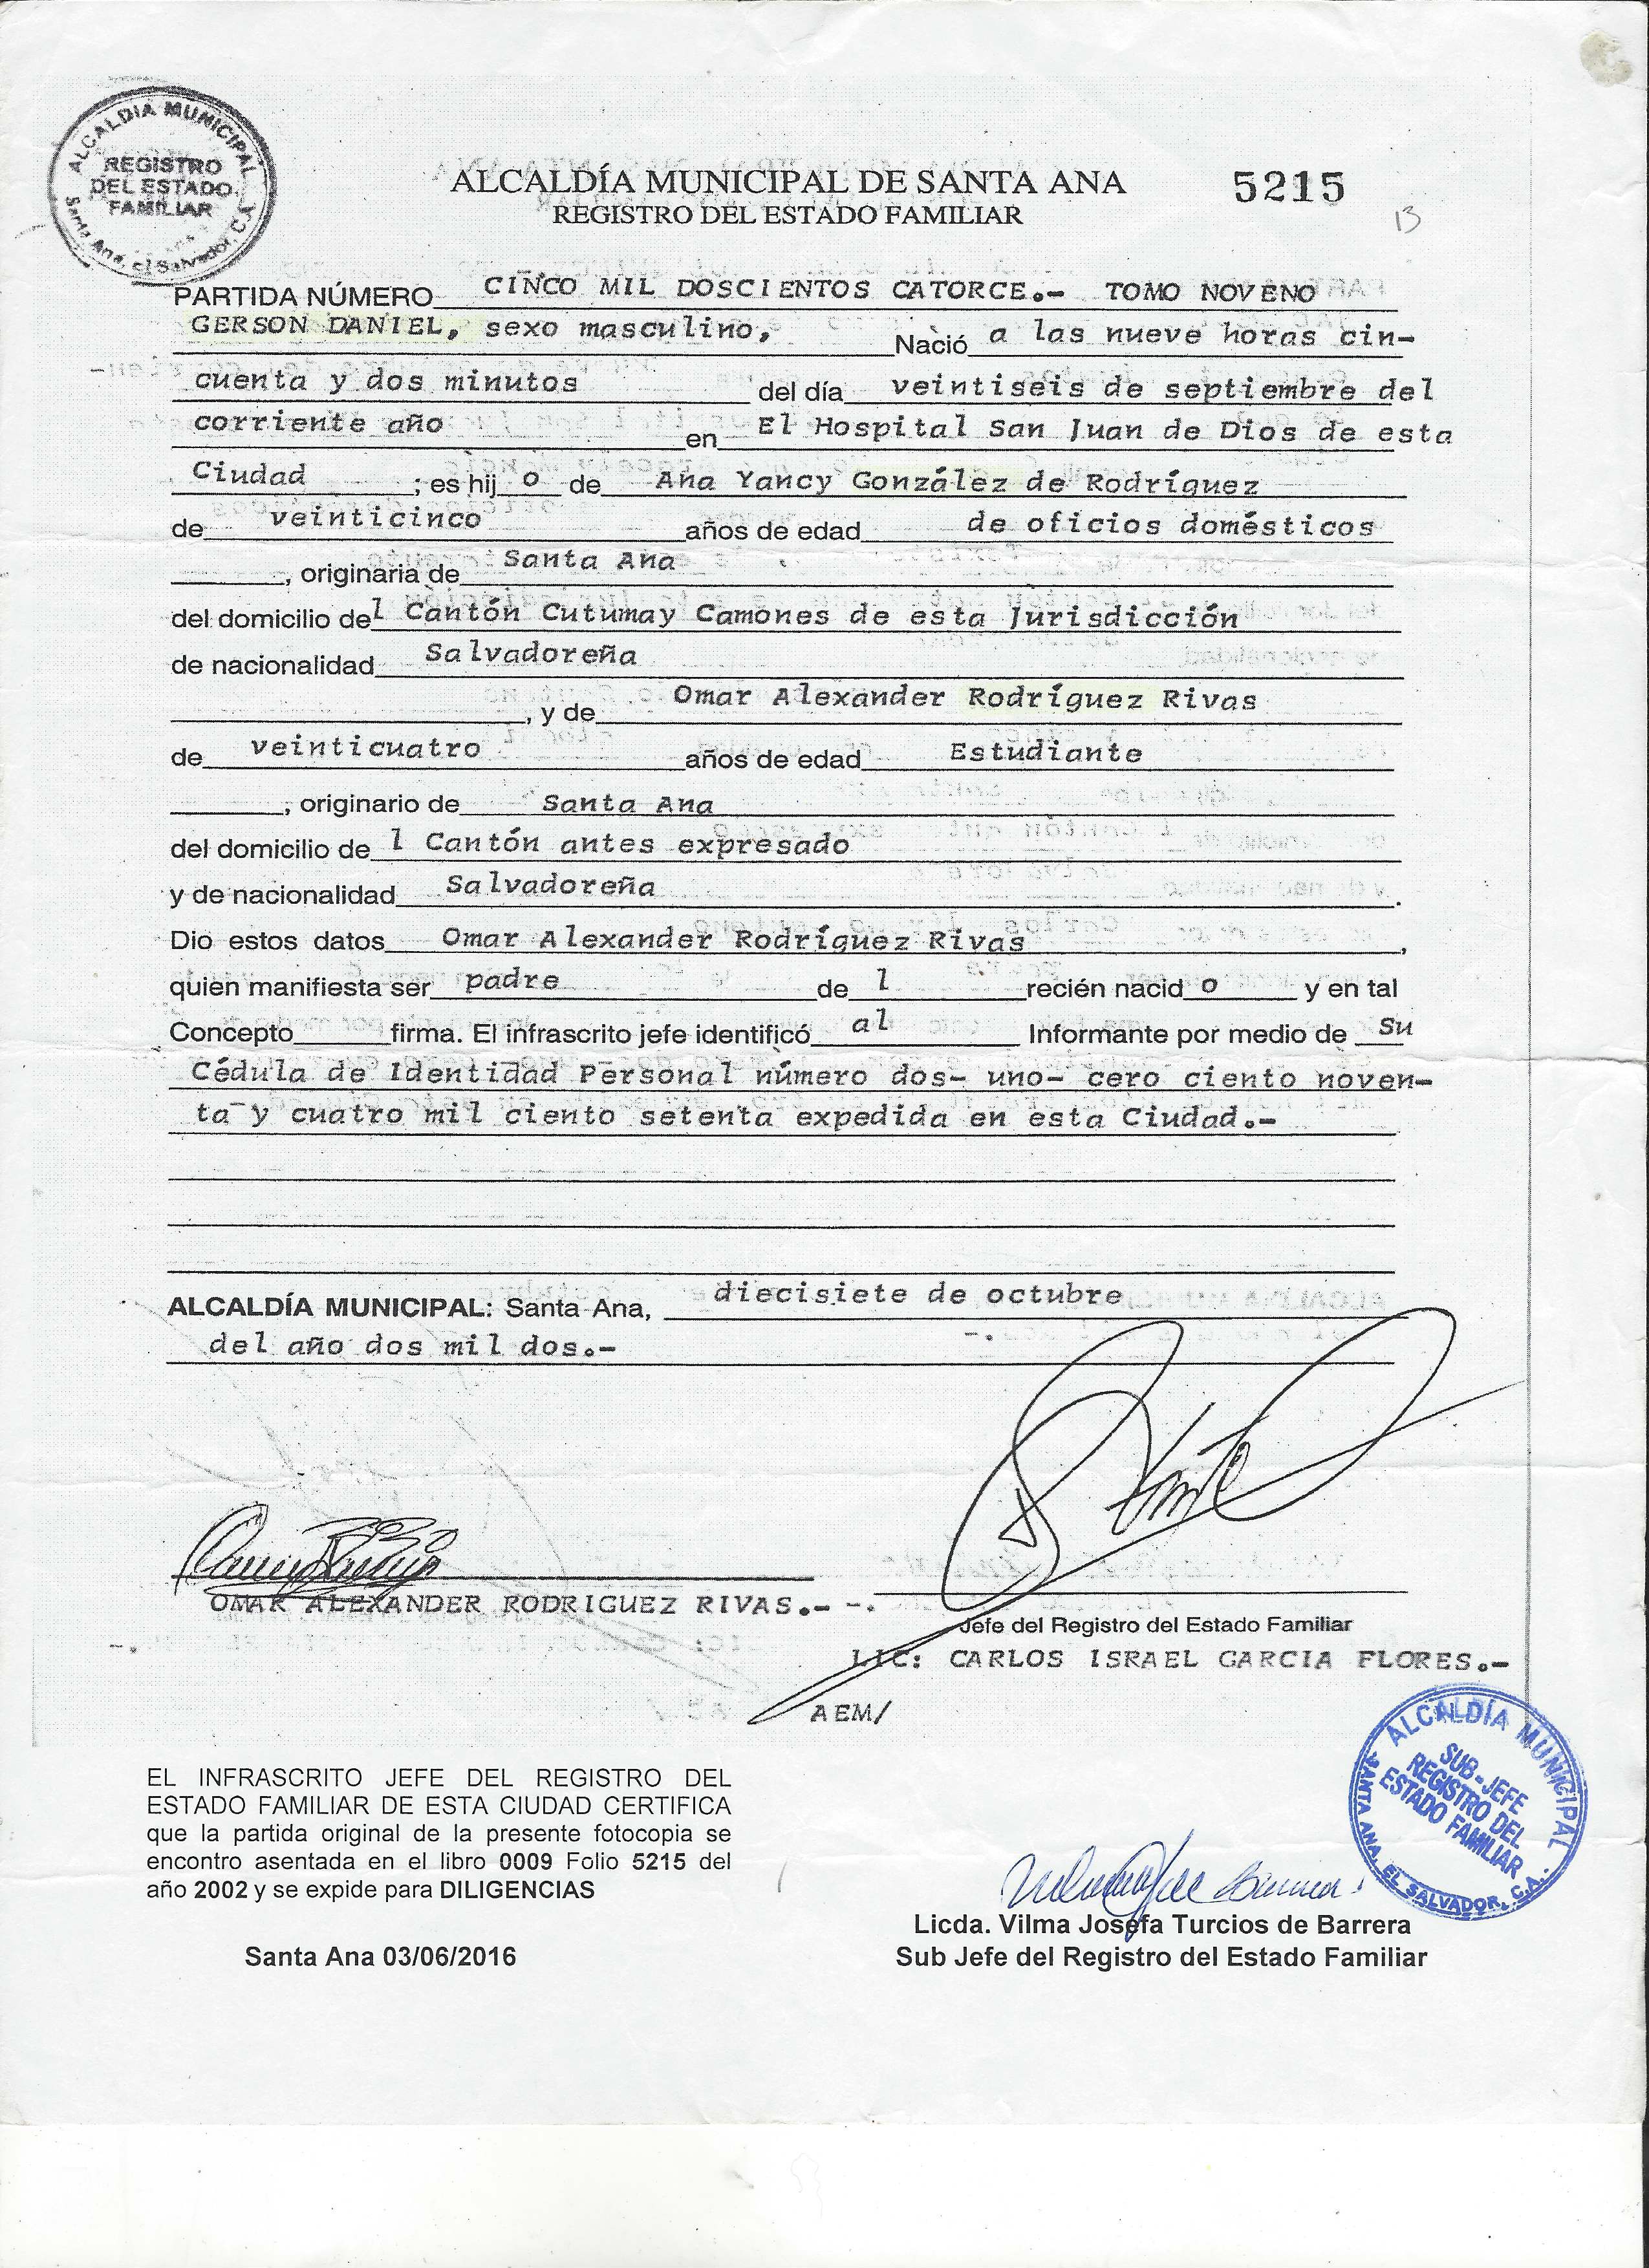 ALCALDIA MUNICIPAL
REGISTRO
DEL ESTADO
FAMILIAR
Santa Ana, el Salvador, C.A.
ALCALDÍA MUNICIPAL DE SANTA ANA
5215
REGISTRO DEL ESTADO FAMILIAR
13
PARTIDA NÚMERO CINCO MIL DOSCIENTOS CATORCE.- TOMO NOVENO
GERSON DANIEL, sexo masculino, Nació a las nueve horas cin-
cuenta y dos minutos del día veintiseis de septiembre del
corriente año en El Hospital San Juan de Dios de esta
Ciudad ; es hij o de Ana Yancy González de Rodríguez
de veinticinco años de edad de oficios domésticos
, originaria de Santa Ana
del domicilio del Cantón Cutumay Camones de esta Jurisdicción
de nacionalidad Salvadoreña
, y de Omar Alexander Rodríguez Rivas
de veinticuatro años de edad Estudiante
, originario de Santa Ana
del domicilio de l Cantón antes expresado
y de nacionalidad Salvadoreña .
Dio estos datos Omar Alexander Rodríguez Rivas ,
quien manifiesta ser padre de l recién nacid o y en tal
Concepto firma. El infrascrito jefe identificó al Informante por medio de Su
Cédula de Identidad Personal número dos- uno- cero ciento noven-
ta y cuatro mil ciento setenta expedida en esta Ciudad.-
ALCALDÍA MUNICIPAL: Santa Ana, diecisiete de octubre
del año dos mil dos.-
OMAR ALEXANDER RODRIGUEZ RIVAS.- -.
Jefe del Registro del Estado Familiar
LIC: CARLOS ISRAEL GARCIA FLORES.-
AEM/
ALCALDÍA MUNICIPAL
SUB-JEFE
REGISTRO DEL
ESTADO FAMILIAR
SANTA ANA, EL SALVADOR, C.A.
EL INFRASCRITO JEFE DEL REGISTRO DEL
ESTADO FAMILIAR DE ESTA CIUDAD CERTIFICA
que la partida original de la presente fotocopia se
encontro asentada en el libro 0009 Folio 5215 del
año 2002 y se expide para DILIGENCIAS
Santa Ana 03/06/2016
Licda. Vilma Josefa Turcios de Barrera
Sub Jefe del Registro del Estado Familiar